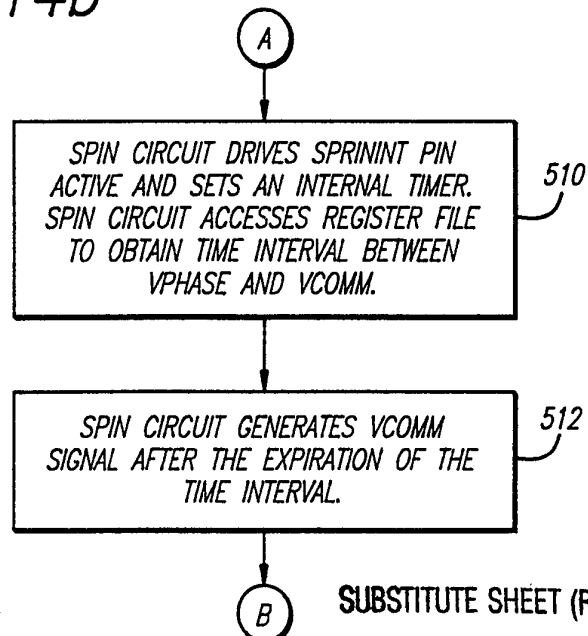 14b
A
SPIN CIRCUIT DRIVES SPRININT PIN
ACTIVE AND SETS AN INTERNAL TIMER.
SPIN CIRCUIT ACCESSES REGISTER FILE
TO OBTAIN TIME INTERVAL BETWEEN
VPHASE AND VCOMM.
510
SPIN CIRCUIT GENERATES VCOMM
SIGNAL AFTER THE EXPIRATION OF THE
TIME INTERVAL.
512
B
SUBSTITUTE SHEET (R